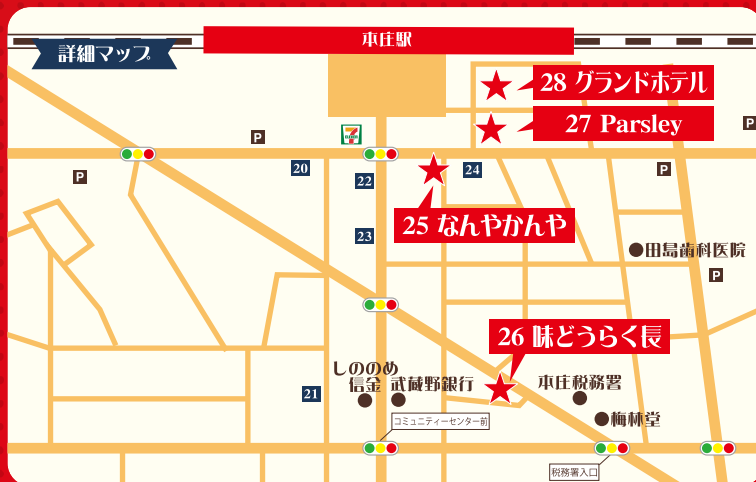 本庄駅
詳細マップ
28 グランドホテル
27 Parsley
P
P
P
P
P
7
ELEVEN
20
22
24
25 なんやかんや
23
田島歯科医院
26 味どうらく長
しののめ
信金
武蔵野銀行
本庄税務署
21
梅林堂
コミュニティーセンター前
税務署入口